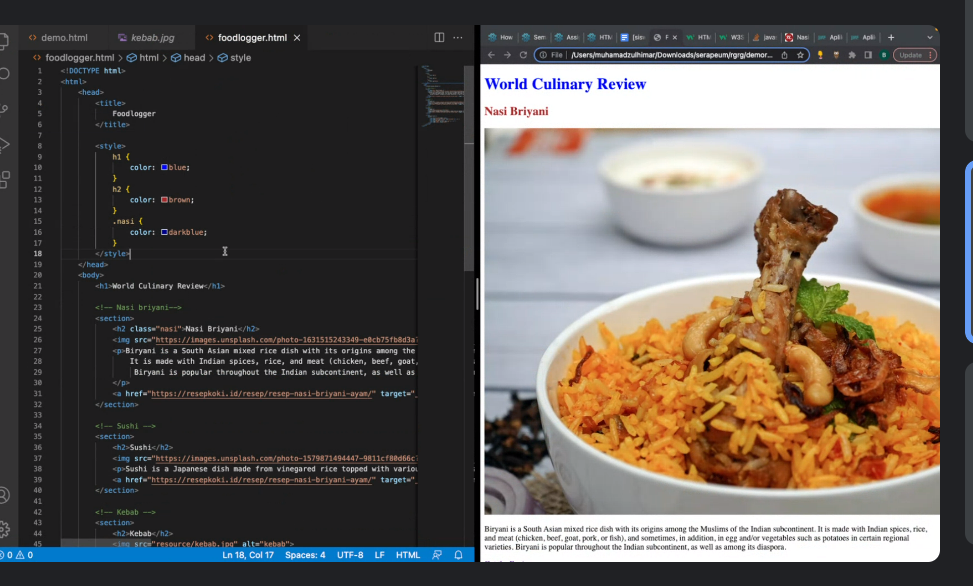 demo.html
kebab.jpg
foodlogger.html
foodlogger.html > html > head > style
1 <!DOCTYPE html>
2 <html>
3 <head>
4 <title>
5 Foodlogger
6 </title>
7
8 <style>
9 h1 {
10 color: blue;
11 }
12 h2 {
13 color: brown;
14 }
15 .nasi {
16 color: darkblue;
17 }
18 </style>
19 </head>
20 <body>
21 <h1>World Culinary Review</h1>
22
23 <!-- Nasi briyani-->
24 <section>
25 <h2 class="nasi">Nasi Briyani</h2>
26 <img src="https://images.unsplash.com/photo-1631515243349-e0cb75fb8d3a?
27 <p>Biryani is a South Asian mixed rice dish with its origins among the
28 It is made with Indian spices, rice, and meat (chicken, beef, goat,
29 Biryani is popular throughout the Indian subcontinent, as well as
30 </p>
31 <a href="https://resepkoki.id/resep/resep-nasi-briyani-ayam/" target="_
32 </section>
33
34 <!-- Sushi -->
35 <section>
36 <h2>Sushi</h2>
37 <img src="https://images.unsplash.com/photo-1579871494447-9811cf80d66c?
38 <p>Sushi is a Japanese dish made from vinegared rice topped with variou
39 <a href="https://resepkoki.id/resep/resep-nasi-briyani-ayam/" target="_
40 </section>
41
42 <!-- Kebab -->
43 <section>
44 <h2>Kebab</h2>
45 <img src="resource/kebab.jpg" alt="kebab">
0 0 Ln 18, Col 17 Spaces: 4 UTF-8 LF HTML
How Sem Assi HTM [sis F HTM W3S java Nas Apli Apli
File /Users/muhamadzulhimar/Downloads/serapeum/rgrg/demor... Update
World Culinary Review
Nasi Briyani
Biryani is a South Asian mixed rice dish with its origins among the Muslims of the Indian subcontinent. It is made with Indian spices, rice,
and meat (chicken, beef, goat, pork, or fish), and sometimes, in addition, in egg and/or vegetables such as potatoes in certain regional
varieties. Biryani is popular throughout the Indian subcontinent, as well as among its diaspora.